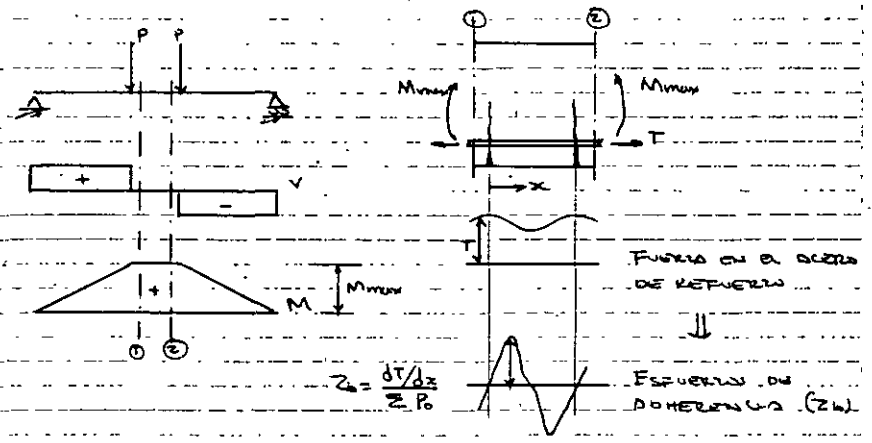 P P
+
-
V
+
M
Mmax
① ②
① ②
Mmax Mmax
T
x
T
FUERZA EN EL ACERO
DE REFUERZO
⇓
Zb = dT/dx / Σ Po
ESFUERZO DE
ADHERENCIA (Zb)